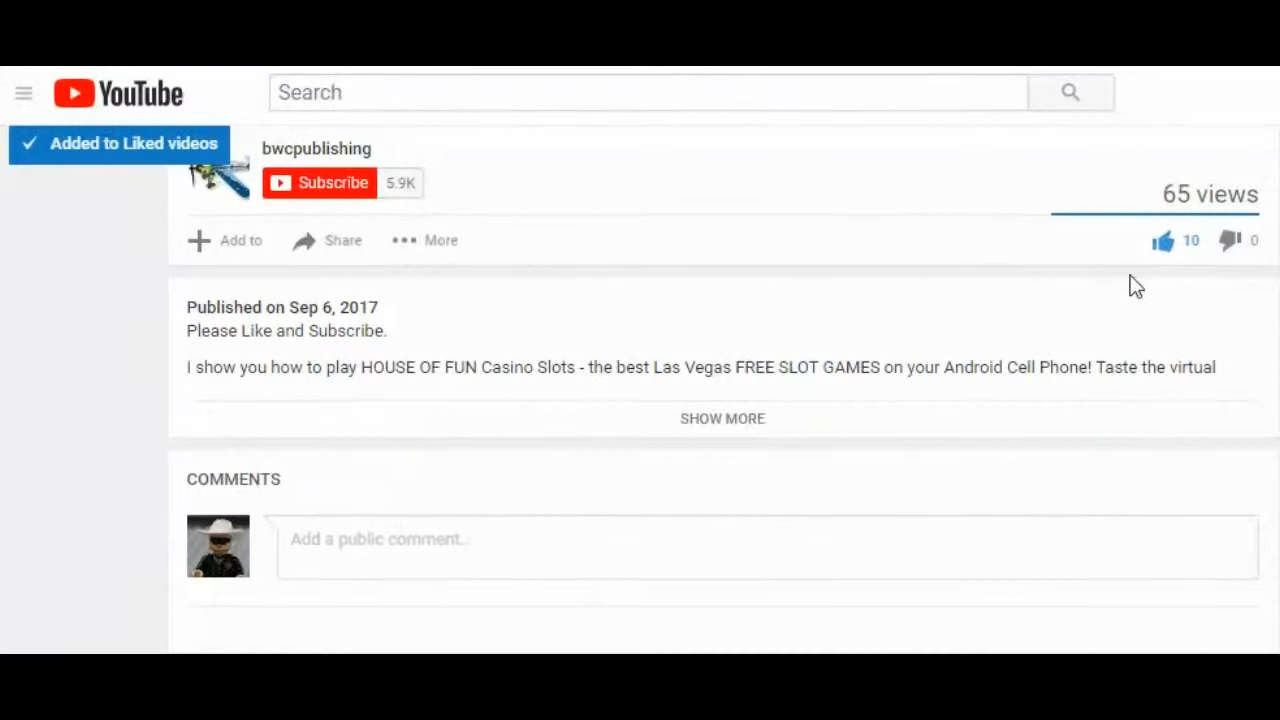 YouTube
Search
✓ Added to Liked videos
bwcpublishing
Subscribe 5.9K
65 views
Add to Share ••• More
10 0
Published on Sep 6, 2017
Please Like and Subscribe.
I show you how to play HOUSE OF FUN Casino Slots - the best Las Vegas FREE SLOT GAMES on your Android Cell Phone! Taste the virtual
SHOW MORE
COMMENTS
Add a public comment...